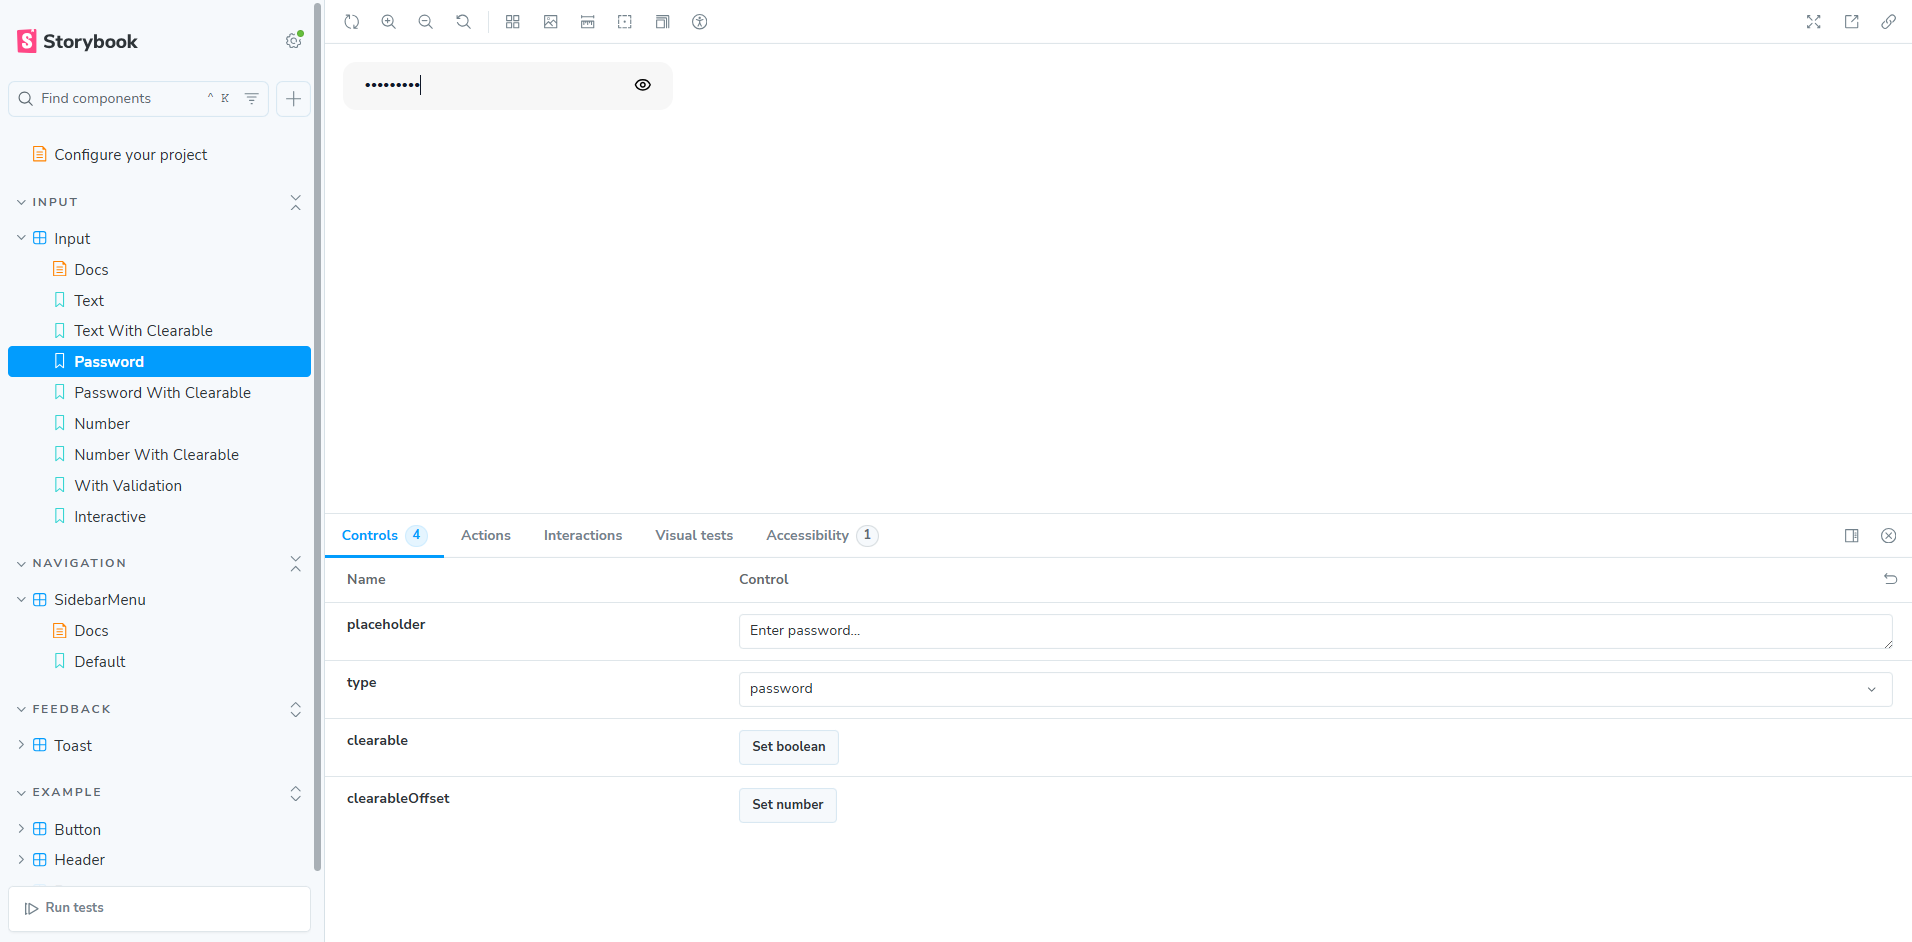 Storybook
Find components ^ K
Configure your project
INPUT
Input
Docs
Text
Text With Clearable
Password
Password With Clearable
Number
Number With Clearable
With Validation
Interactive
NAVIGATION
SidebarMenu
Docs
Default
FEEDBACK
Toast
EXAMPLE
Button
Header
Run tests
•••••••••
Controls 4 Actions Interactions Visual tests Accessibility 1
Name Control
placeholder Enter password...
type password
clearable Set boolean
clearableOffset Set number